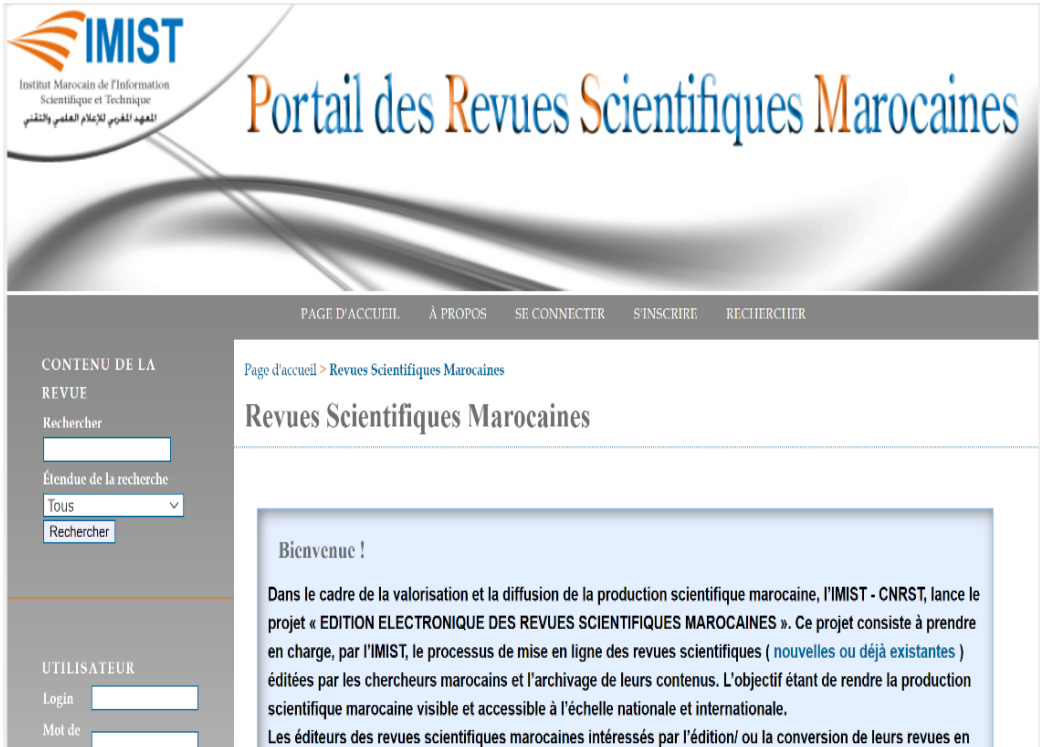 IMIST
Institut Marocain de l'Information
Scientifique et Technique
المعهد المغربي للإعلام العلمي والتقني
Portail des Revues Scientifiques Marocaines
PAGE D'ACCUEIL À PROPOS SE CONNECTER S'INSCRIRE RECHERCHER
CONTENU DE LA
REVUE
Rechercher
Étendue de la recherche
Tous
Rechercher
UTILISATEUR
Login
Mot de
Page d'accueil > Revues Scientifiques Marocaines
Revues Scientifiques Marocaines
Bienvenue !
Dans le cadre de la valorisation et la diffusion de la production scientifique marocaine, l'IMIST - CNRST, lance le
projet « EDITION ELECTRONIQUE DES REVUES SCIENTIFIQUES MAROCAINES ». Ce projet consiste à prendre
en charge, par l'IMIST, le processus de mise en ligne des revues scientifiques ( nouvelles ou déjà existantes )
éditées par les chercheurs marocains et l'archivage de leurs contenus. L'objectif étant de rendre la production
scientifique marocaine visible et accessible à l'échelle nationale et internationale.
Les éditeurs des revues scientifiques marocaines intéressés par l'édition/ ou la conversion de leurs revues en